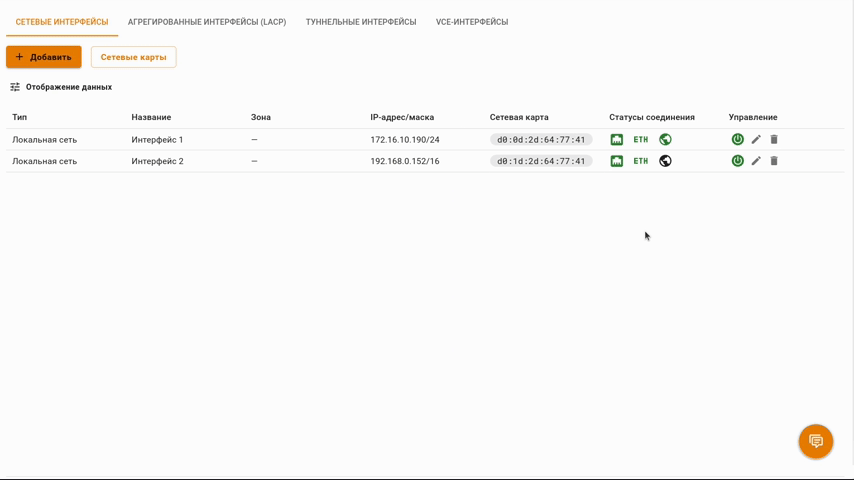 СЕТЕВЫЕ ИНТЕРФЕЙСЫ АГРЕГИРОВАННЫЕ ИНТЕРФЕЙСЫ (LACP) ТУННЕЛЬНЫЕ ИНТЕРФЕЙСЫ VCE-ИНТЕРФЕЙСЫ
+ Добавить Сетевые карты
Отображение данных
Тип Название Зона IP-адрес/маска Сетевая карта Статусы соединения Управление
Локальная сеть Интерфейс 1 — 172.16.10.190/24 d0:0d:2d:64:77:41 ETH
Локальная сеть Интерфейс 2 — 192.168.0.152/16 d0:1d:2d:64:77:41 ETH